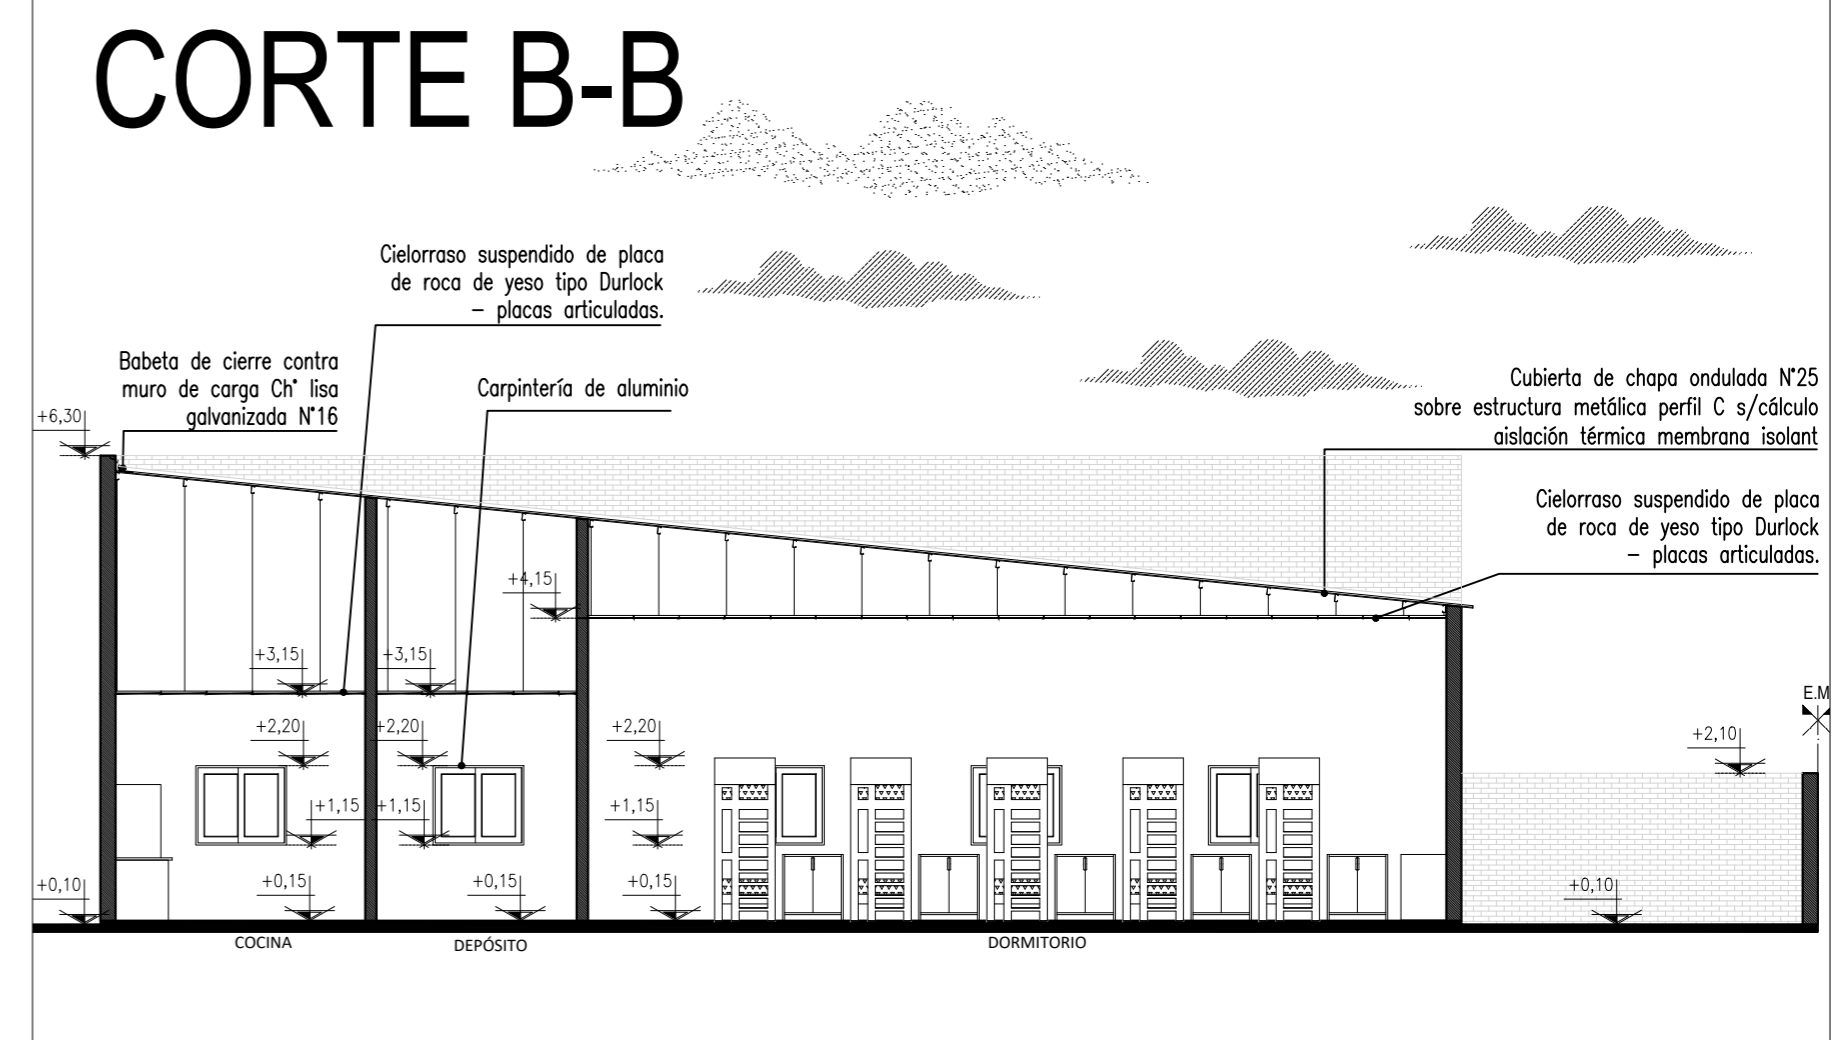 CORTE B-B
Cielorraso suspendido de placa
de roca de yeso tipo Durlock
– placas articuladas.
Babeta de cierre contra
muro de carga Ch° lisa
galvanizada N°16
Carpintería de aluminio
Cubierta de chapa ondulada N°25
sobre estructura metálica perfil C s/cálculo
aislación térmica membrana isolant
Cielorraso suspendido de placa
de roca de yeso tipo Durlock
– placas articuladas.
+6,30
+4,15
+3,15
+3,15
E.M
+2,20
+2,20
+2,20
+2,10
+1,15
+1,15
+1,15
+0,10
+0,15
+0,15
+0,15
+0,10
COCINA
DEPÓSITO
DORMITORIO